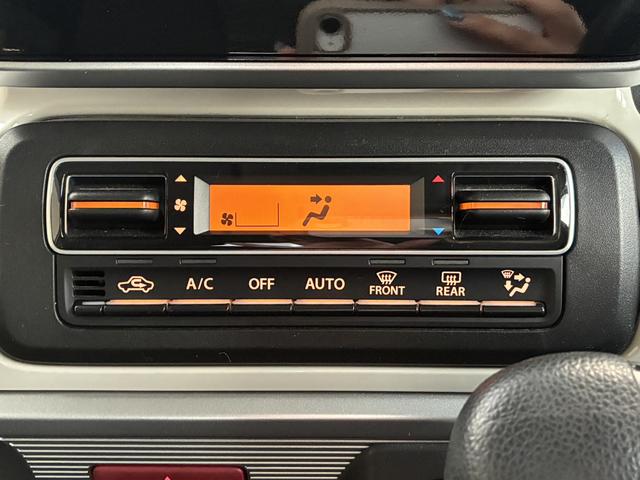 A/C OFF AUTO FRONT REAR